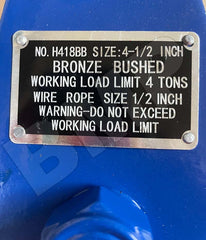 NO. H418BB SIZE:4-1/2 INCH
BRONZE BUSHED
WORKING LOAD LIMIT 4 TONS
WIRE ROPE SIZE 1/2 INCH
WARNING-DO NOT EXCEED
WORKING LOAD LIMIT